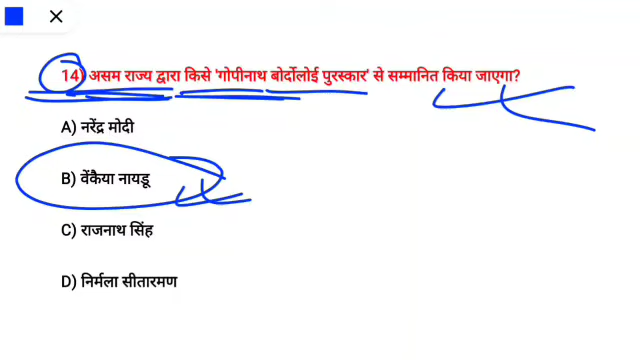 14) असम राज्य द्वारा किसे 'गोपीनाथ बोर्दोलोई पुरस्कार' से सम्मानित किया जाएगा?
A) नरेंद्र मोदी
B) वेंकैया नायडू
C) राजनाथ सिंह
D) निर्मला सीतारमण